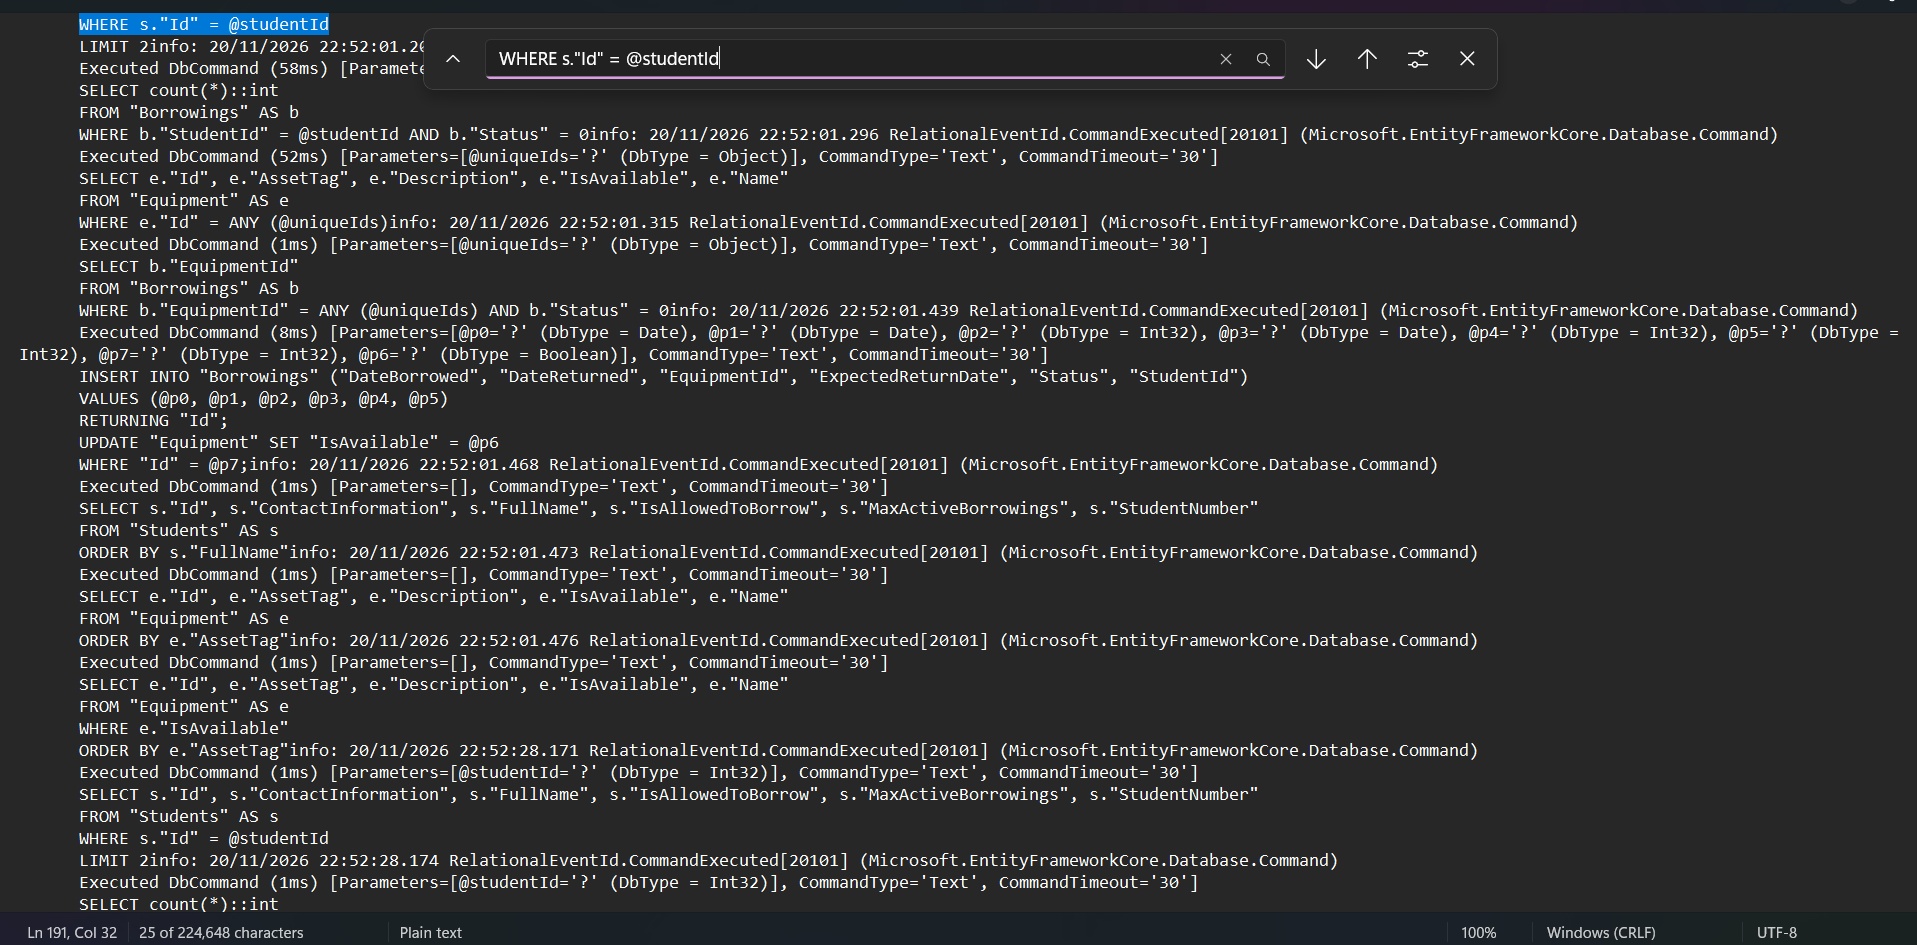 WHERE s."Id" = @studentId
WHERE s."Id" = @studentId
LIMIT 2info: 20/11/2026 22:52:01.20
Executed DbCommand (58ms) [Paramete
SELECT count(*)::int
FROM "Borrowings" AS b
WHERE b."StudentId" = @studentId AND b."Status" = 0info: 20/11/2026 22:52:01.296 RelationalEventId.CommandExecuted[20101] (Microsoft.EntityFrameworkCore.Database.Command)
Executed DbCommand (52ms) [Parameters=[@uniqueIds='?' (DbType = Object)], CommandType='Text', CommandTimeout='30']
SELECT e."Id", e."AssetTag", e."Description", e."IsAvailable", e."Name"
FROM "Equipment" AS e
WHERE e."Id" = ANY (@uniqueIds)info: 20/11/2026 22:52:01.315 RelationalEventId.CommandExecuted[20101] (Microsoft.EntityFrameworkCore.Database.Command)
Executed DbCommand (1ms) [Parameters=[@uniqueIds='?' (DbType = Object)], CommandType='Text', CommandTimeout='30']
SELECT b."EquipmentId"
FROM "Borrowings" AS b
WHERE b."EquipmentId" = ANY (@uniqueIds) AND b."Status" = 0info: 20/11/2026 22:52:01.439 RelationalEventId.CommandExecuted[20101] (Microsoft.EntityFrameworkCore.Database.Command)
Executed DbCommand (8ms) [Parameters=[@p0='?' (DbType = Date), @p1='?' (DbType = Date), @p2='?' (DbType = Int32), @p3='?' (DbType = Date), @p4='?' (DbType = Int32), @p5='?' (DbType =
Int32), @p7='?' (DbType = Int32), @p6='?' (DbType = Boolean)], CommandType='Text', CommandTimeout='30']
INSERT INTO "Borrowings" ("DateBorrowed", "DateReturned", "EquipmentId", "ExpectedReturnDate", "Status", "StudentId")
VALUES (@p0, @p1, @p2, @p3, @p4, @p5)
RETURNING "Id";
UPDATE "Equipment" SET "IsAvailable" = @p6
WHERE "Id" = @p7;info: 20/11/2026 22:52:01.468 RelationalEventId.CommandExecuted[20101] (Microsoft.EntityFrameworkCore.Database.Command)
Executed DbCommand (1ms) [Parameters=[], CommandType='Text', CommandTimeout='30']
SELECT s."Id", s."ContactInformation", s."FullName", s."IsAllowedToBorrow", s."MaxActiveBorrowings", s."StudentNumber"
FROM "Students" AS s
ORDER BY s."FullName"info: 20/11/2026 22:52:01.473 RelationalEventId.CommandExecuted[20101] (Microsoft.EntityFrameworkCore.Database.Command)
Executed DbCommand (1ms) [Parameters=[], CommandType='Text', CommandTimeout='30']
SELECT e."Id", e."AssetTag", e."Description", e."IsAvailable", e."Name"
FROM "Equipment" AS e
ORDER BY e."AssetTag"info: 20/11/2026 22:52:01.476 RelationalEventId.CommandExecuted[20101] (Microsoft.EntityFrameworkCore.Database.Command)
Executed DbCommand (1ms) [Parameters=[], CommandType='Text', CommandTimeout='30']
SELECT e."Id", e."AssetTag", e."Description", e."IsAvailable", e."Name"
FROM "Equipment" AS e
WHERE e."IsAvailable"
ORDER BY e."AssetTag"info: 20/11/2026 22:52:28.171 RelationalEventId.CommandExecuted[20101] (Microsoft.EntityFrameworkCore.Database.Command)
Executed DbCommand (1ms) [Parameters=[@studentId='?' (DbType = Int32)], CommandType='Text', CommandTimeout='30']
SELECT s."Id", s."ContactInformation", s."FullName", s."IsAllowedToBorrow", s."MaxActiveBorrowings", s."StudentNumber"
FROM "Students" AS s
WHERE s."Id" = @studentId
LIMIT 2info: 20/11/2026 22:52:28.174 RelationalEventId.CommandExecuted[20101] (Microsoft.EntityFrameworkCore.Database.Command)
Executed DbCommand (1ms) [Parameters=[@studentId='?' (DbType = Int32)], CommandType='Text', CommandTimeout='30']
SELECT count(*)::int
Ln 191, Col 32 25 of 224,648 characters Plain text 100% Windows (CRLF) UTF-8